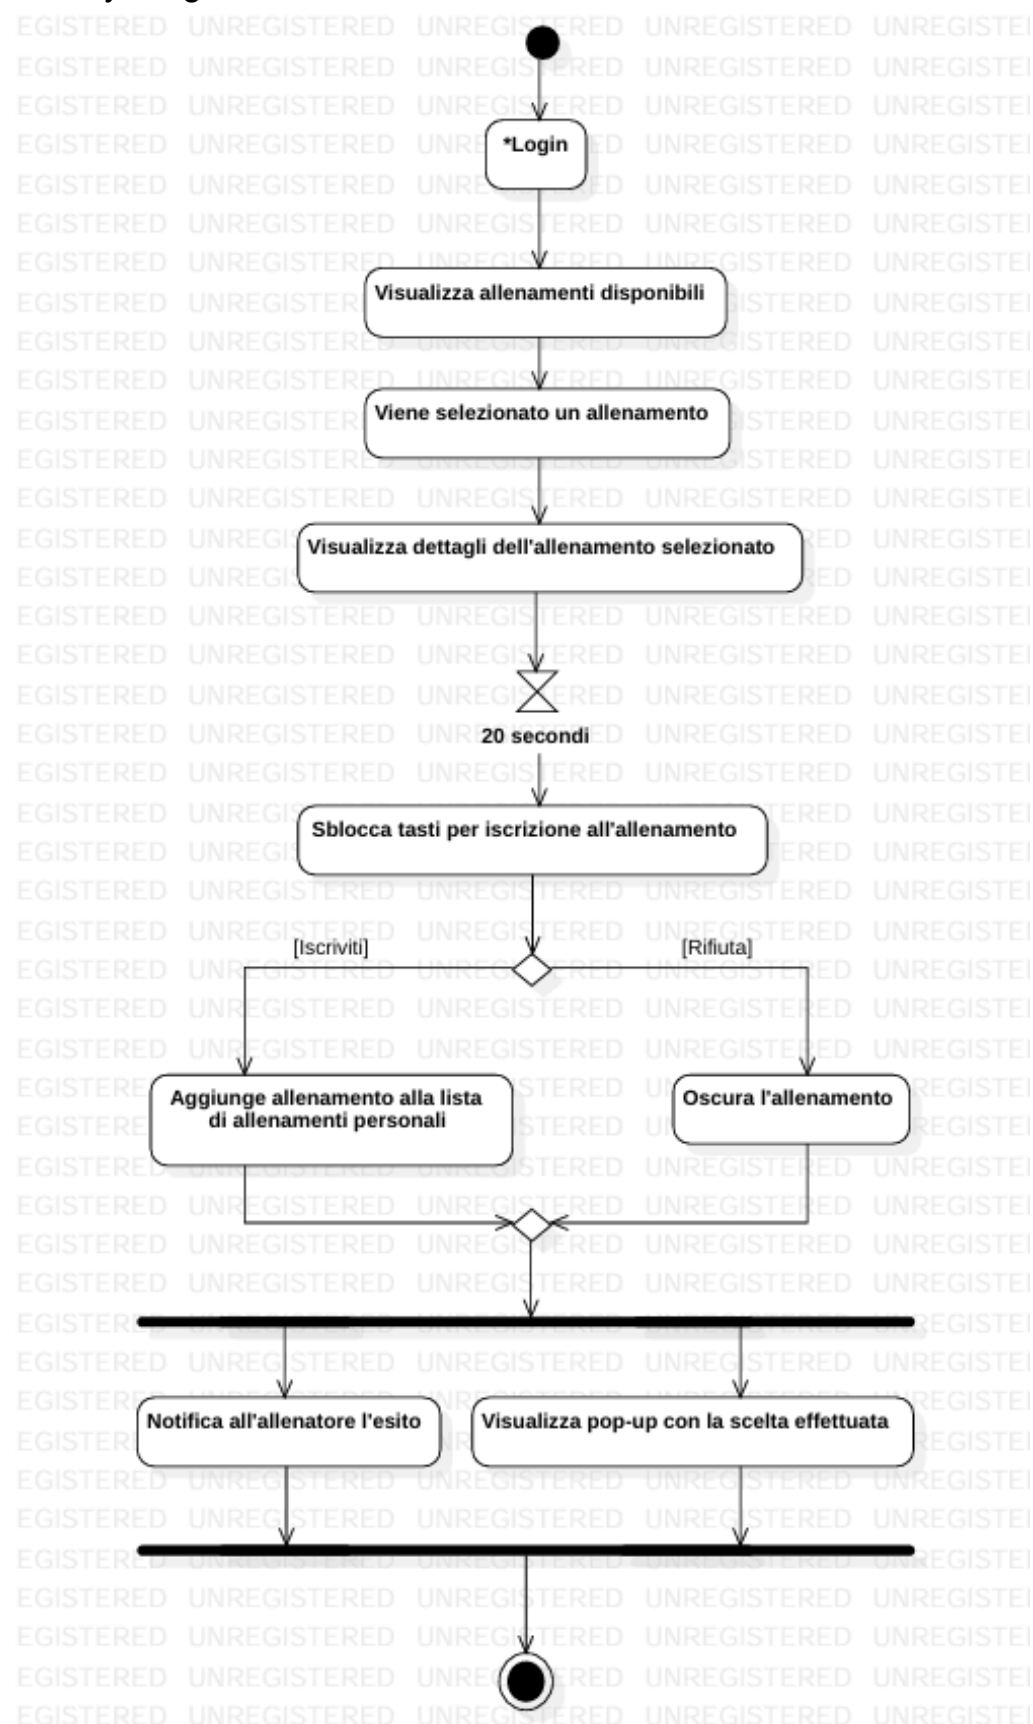 *Login
Visualizza allenamenti disponibili
Viene selezionato un allenamento
Visualizza dettagli dell'allenamento selezionato
20 secondi
Sblocca tasti per iscrizione all'allenamento
[Iscriviti]
[Rifiuta]
Aggiunge allenamento alla lista
di allenamenti personali
Oscura l'allenamento
Notifica all'allenatore l'esito
Visualizza pop-up con la scelta effettuata
UNREGISTERED